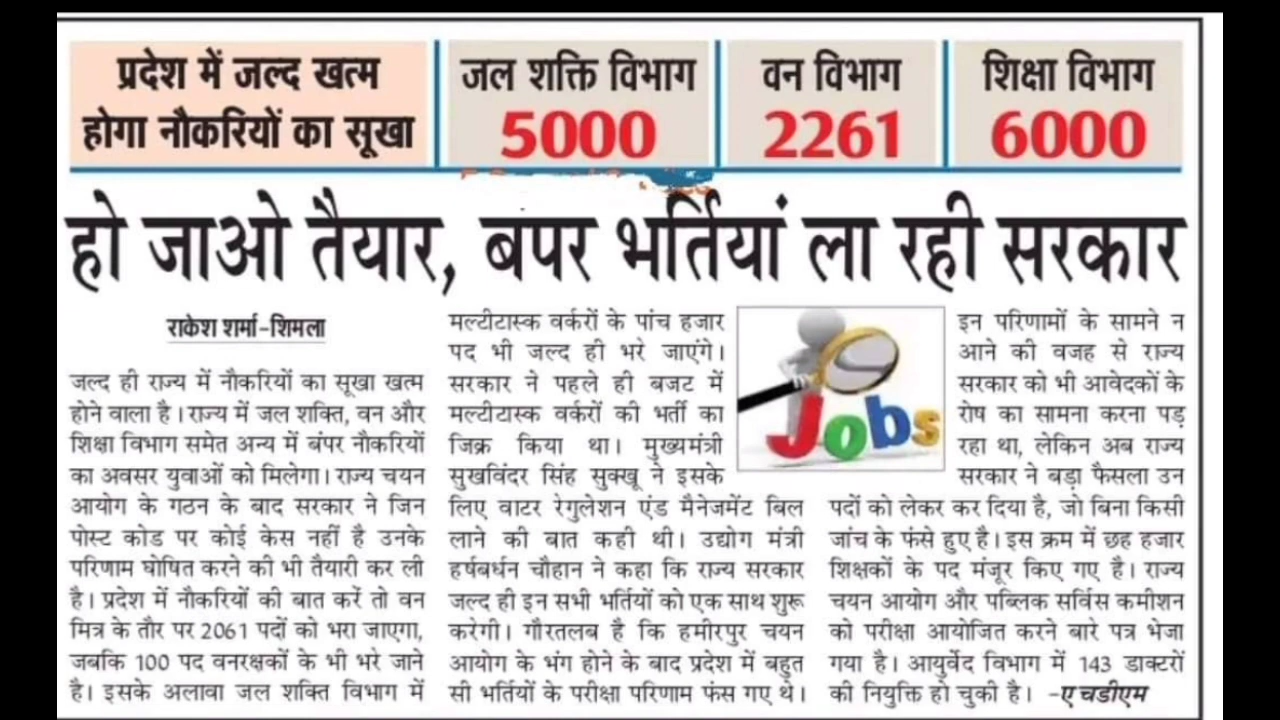 प्रदेश में जल्द खत्म
होगा नौकरियों का सूखा
जल शक्ति विभाग
5000
वन विभाग
2261
शिक्षा विभाग
6000
हो जाओ तैयार, बंपर भर्तियां ला रही सरकार
राकेश शर्मा-शिमला
जल्द ही राज्य में नौकरियों का सूखा खत्म
होने वाला है। राज्य में जल शक्ति, वन और
शिक्षा विभाग समेत अन्य में बंपर नौकरियों
का अवसर युवाओं को मिलेगा। राज्य चयन
आयोग के गठन के बाद सरकार ने जिन
पोस्ट कोड पर कोई केस नहीं है उनके
परिणाम घोषित करने की भी तैयारी कर ली
है। प्रदेश में नौकरियों की बात करें तो वन
मित्र के तौर पर 2061 पदों को भरा जाएगा,
जबकि 100 पद वनरक्षकों के भी भरे जाने
है। इसके अलावा जल शक्ति विभाग में
मल्टीटास्क वर्करों के पांच हजार
पद भी जल्द ही भरे जाएंगे।
सरकार ने पहले ही बजट में
मल्टीटास्क वर्करों की भर्ती का
जिक्र किया था। मुख्यमंत्री
सुखविंदर सिंह सुक्खू ने इसके
लिए वाटर रेगुलेशन एंड मैनेजमेंट बिल
लाने की बात कही थी। उद्योग मंत्री
हर्षबर्धन चौहान ने कहा कि राज्य सरकार
जल्द ही इन सभी भर्तियों को एक साथ शुरू
करेगी। गौरतलब है कि हमीरपुर चयन
आयोग के भंग होने के बाद प्रदेश में बहुत
सी भर्तियों के परीक्षा परिणाम फंस गए थे।
Jobs
इन परिणामों के सामने न
आने की वजह से राज्य
सरकार को भी आवेदकों के
रोष का सामना करना पड़
रहा था, लेकिन अब राज्य
सरकार ने बड़ा फैसला उन
पदों को लेकर कर दिया है, जो बिना किसी
जांच के फंसे हुए है। इस क्रम में छह हजार
शिक्षकों के पद मंजूर किए गए है। राज्य
चयन आयोग और पब्लिक सर्विस कमीशन
को परीक्षा आयोजित करने बारे पत्र भेजा
गया है। आयुर्वेद विभाग में 143 डाक्टरों
की नियुक्ति हो चुकी है। -एचडीएम